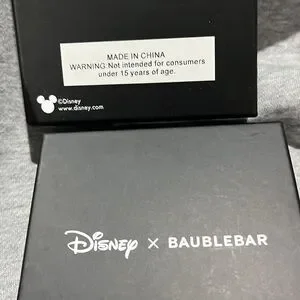 MADE IN CHINA
WARNING:Not intended for consumers
under 15 years of age.
©Disney
www.disney.com
Disney × BAUBLEBAR